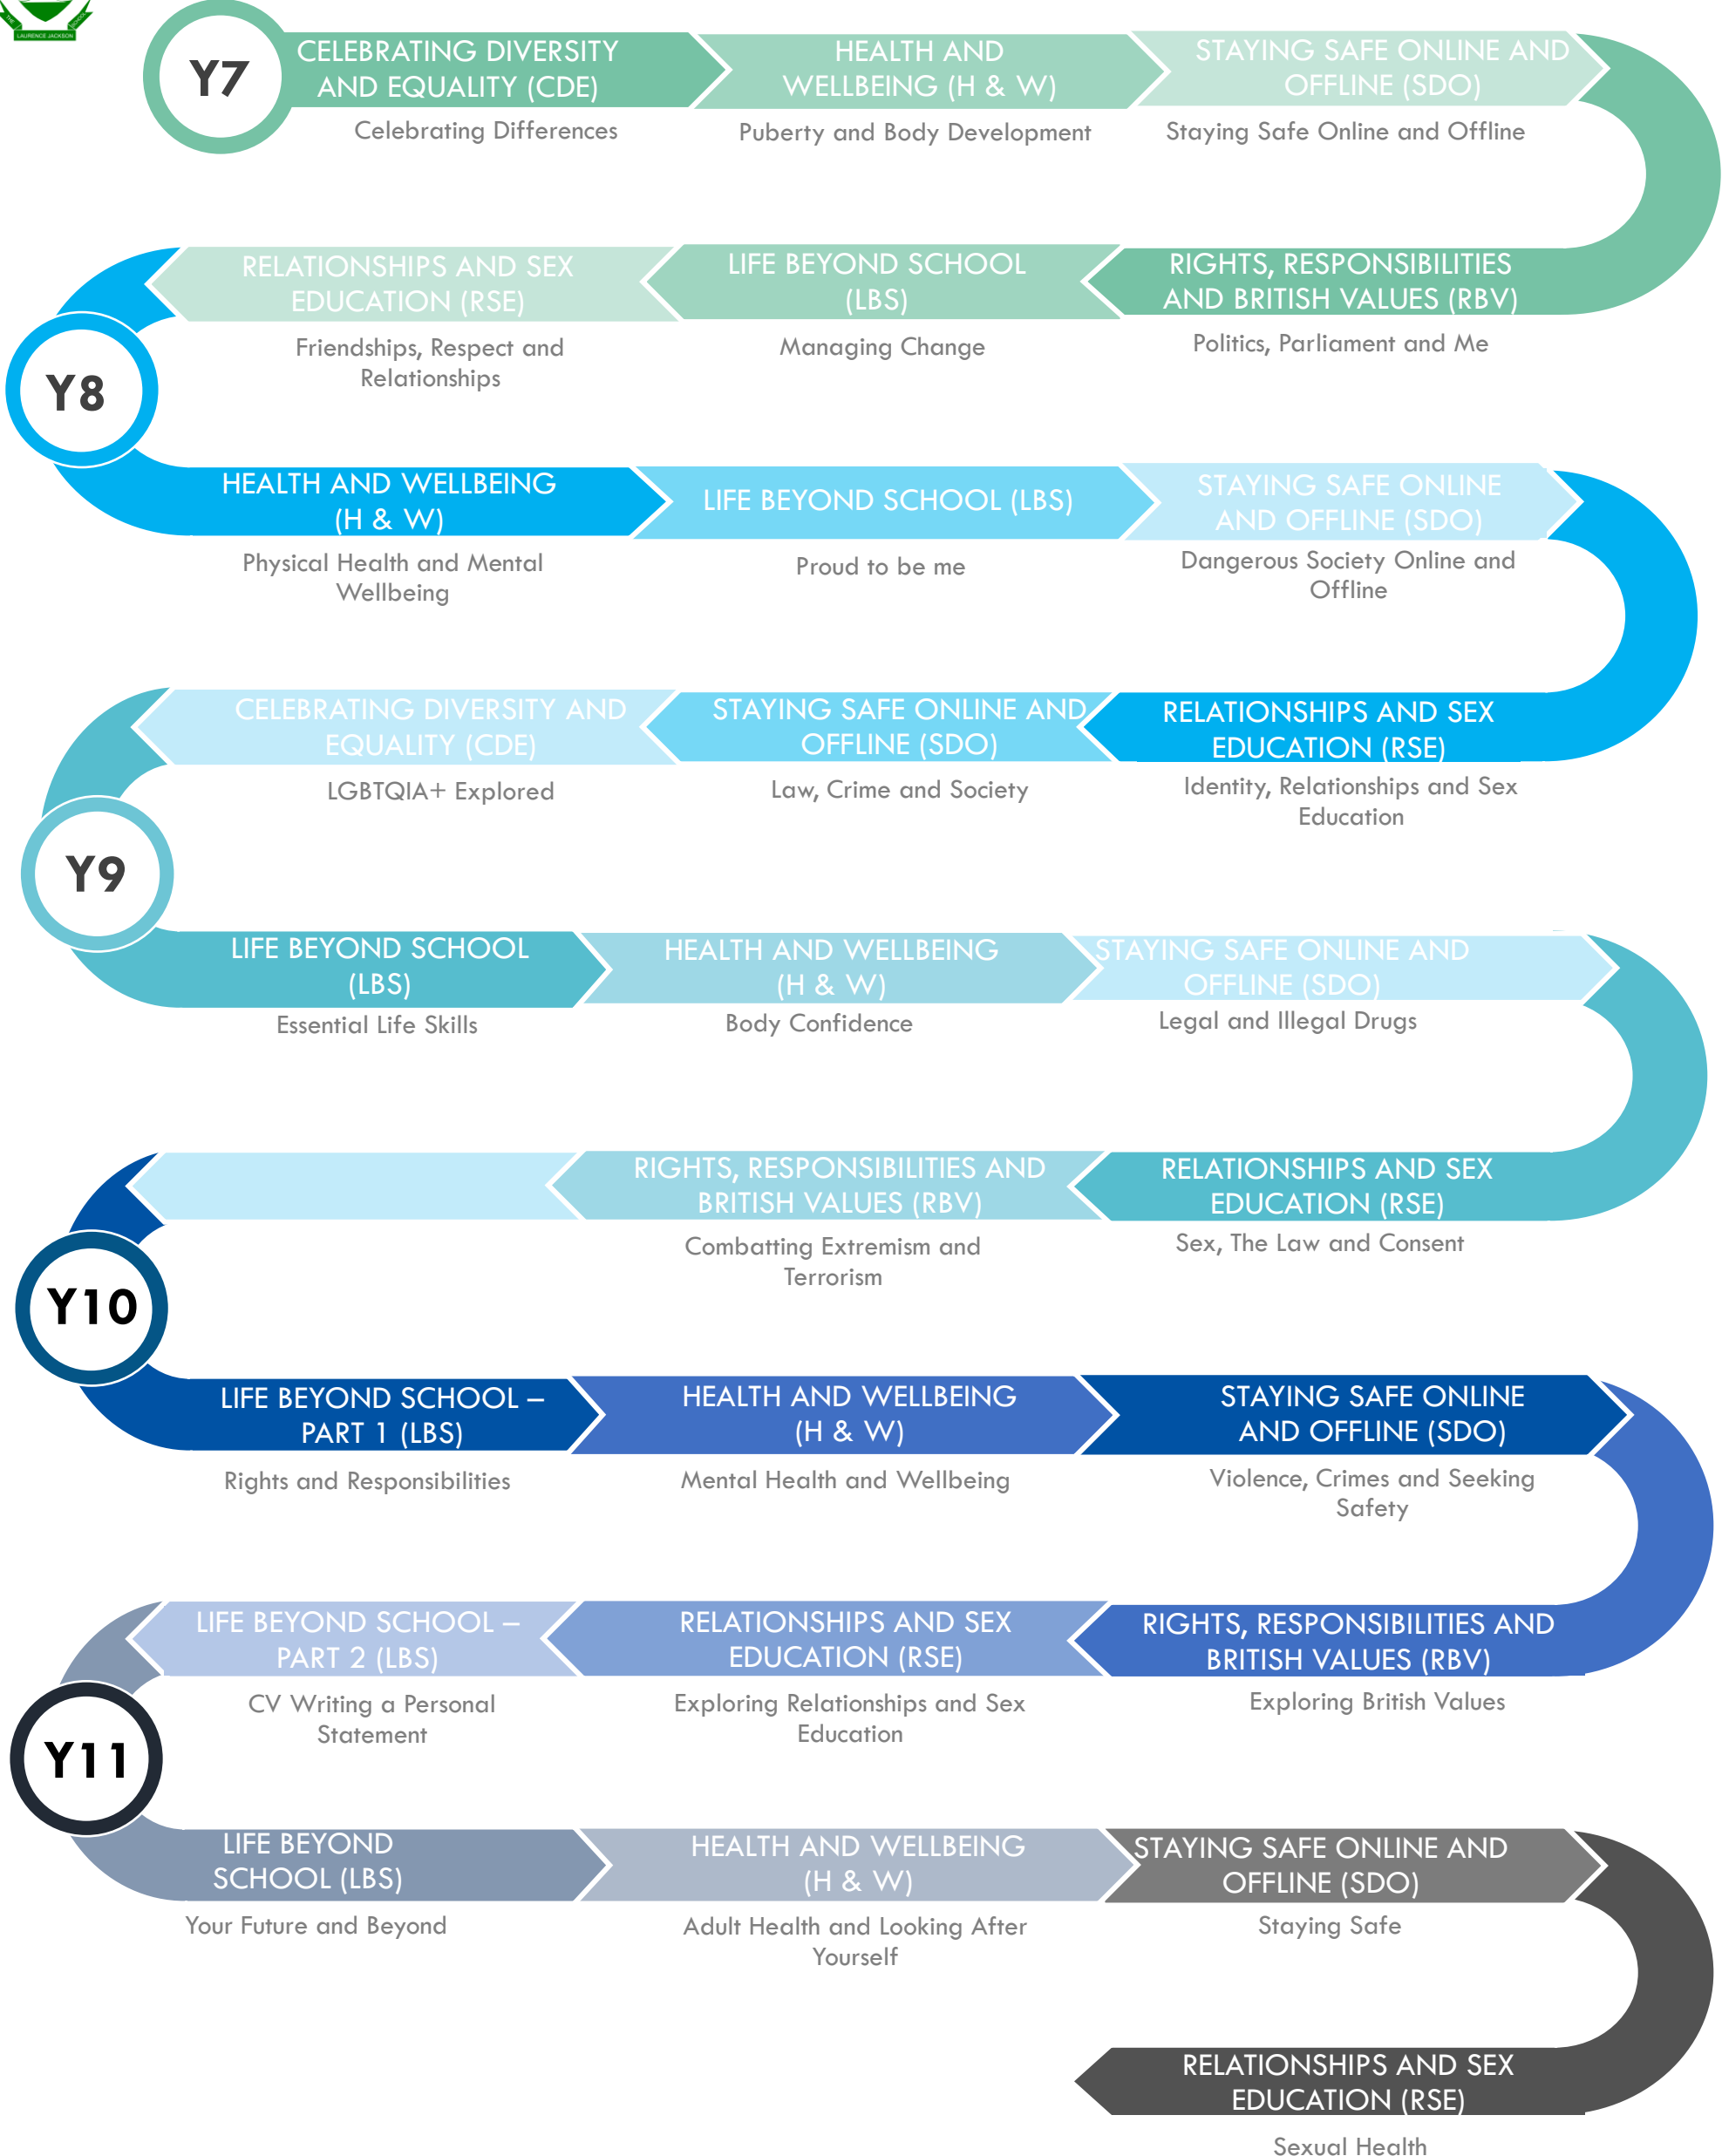 THE
SCHOOL
LAURENCE JACKSON
Y7
CELEBRATING DIVERSITY
AND EQUALITY (CDE)
Celebrating Differences
HEALTH AND
WELLBEING (H & W)
Puberty and Body Development
STAYING SAFE ONLINE AND
OFFLINE (SDO)
Staying Safe Online and Offline
RIGHTS, RESPONSIBILITIES
AND BRITISH VALUES (RBV)
Politics, Parliament and Me
LIFE BEYOND SCHOOL
(LBS)
Managing Change
RELATIONSHIPS AND SEX
EDUCATION (RSE)
Friendships, Respect and
Relationships
Y8
HEALTH AND WELLBEING
(H & W)
Physical Health and Mental
Wellbeing
LIFE BEYOND SCHOOL (LBS)
Proud to be me
STAYING SAFE ONLINE
AND OFFLINE (SDO)
Dangerous Society Online and
Offline
RELATIONSHIPS AND SEX
EDUCATION (RSE)
Identity, Relationships and Sex
Education
STAYING SAFE ONLINE AND
OFFLINE (SDO)
Law, Crime and Society
CELEBRATING DIVERSITY AND
EQUALITY (CDE)
LGBTQIA+ Explored
Y9
LIFE BEYOND SCHOOL
(LBS)
Essential Life Skills
HEALTH AND WELLBEING
(H & W)
Body Confidence
STAYING SAFE ONLINE AND
OFFLINE (SDO)
Legal and Illegal Drugs
RELATIONSHIPS AND SEX
EDUCATION (RSE)
Sex, The Law and Consent
RIGHTS, RESPONSIBILITIES AND
BRITISH VALUES (RBV)
Combatting Extremism and
Terrorism
Y10
LIFE BEYOND SCHOOL –
PART 1 (LBS)
Rights and Responsibilities
HEALTH AND WELLBEING
(H & W)
Mental Health and Wellbeing
STAYING SAFE ONLINE
AND OFFLINE (SDO)
Violence, Crimes and Seeking
Safety
RIGHTS, RESPONSIBILITIES AND
BRITISH VALUES (RBV)
Exploring British Values
RELATIONSHIPS AND SEX
EDUCATION (RSE)
Exploring Relationships and Sex
Education
LIFE BEYOND SCHOOL –
PART 2 (LBS)
CV Writing a Personal
Statement
Y11
LIFE BEYOND
SCHOOL (LBS)
Your Future and Beyond
HEALTH AND WELLBEING
(H & W)
Adult Health and Looking After
Yourself
STAYING SAFE ONLINE AND
OFFLINE (SDO)
Staying Safe
RELATIONSHIPS AND SEX
EDUCATION (RSE)
Sexual Health